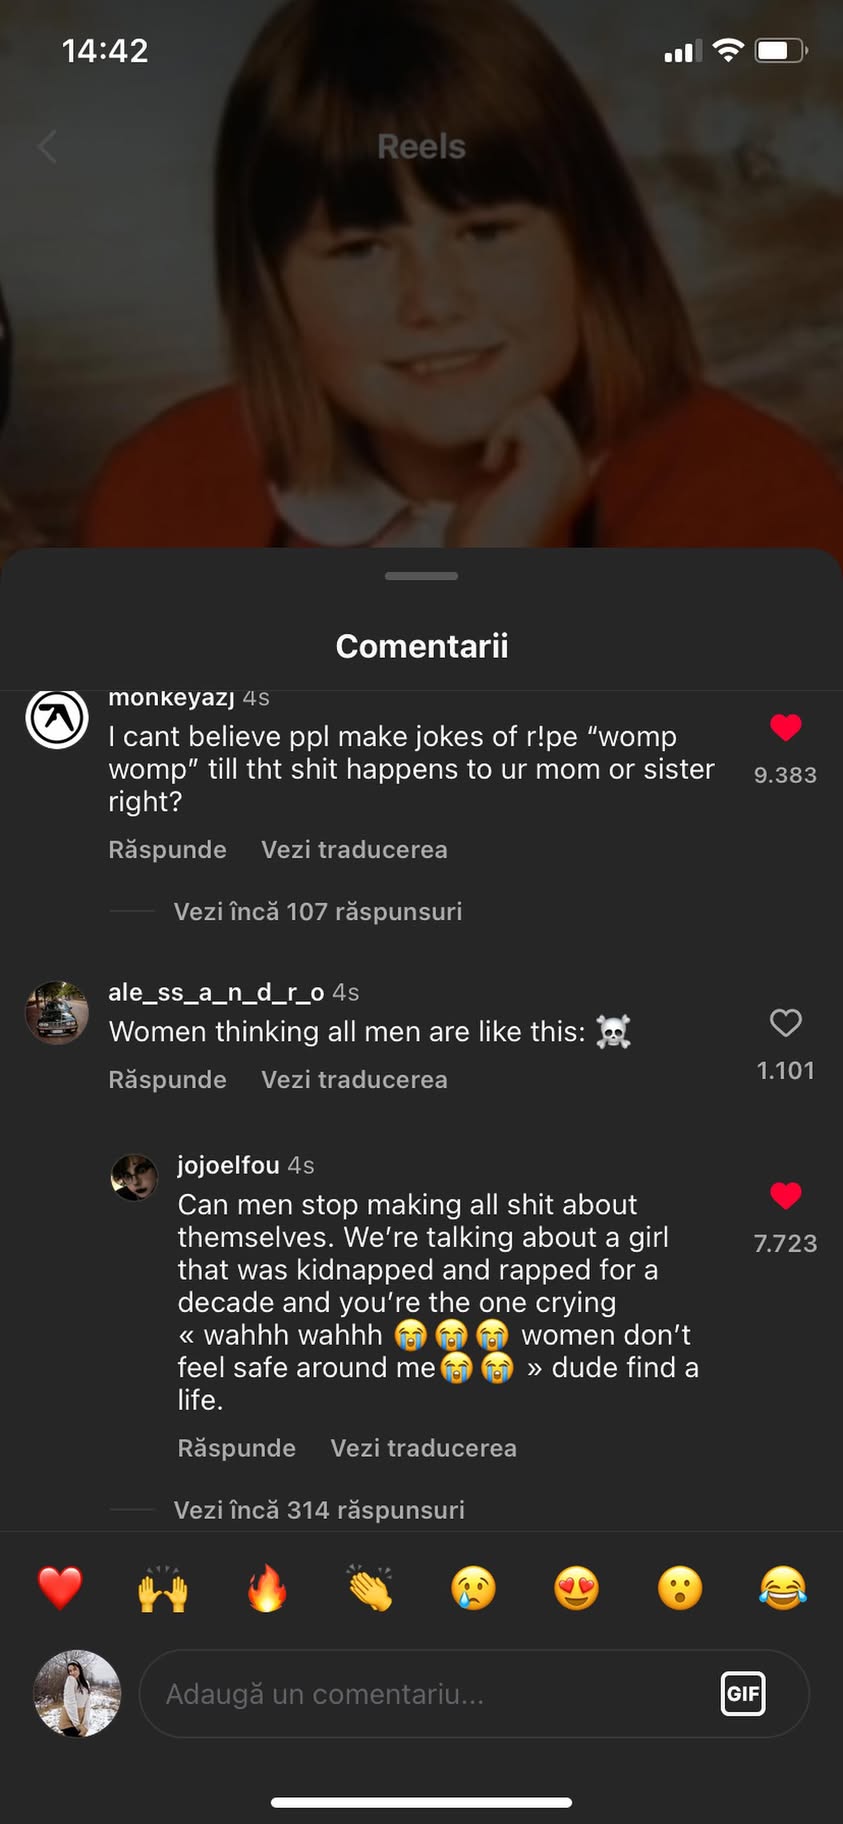 14:42
Reels
Comentarii
monkeyazj 4s
I cant believe ppl make jokes of r!pe “womp
womp” till tht shit happens to ur mom or sister
right?
9.383
Răspunde Vezi traducerea
Vezi încă 107 răspunsuri
ale_ss_a_n_d_r_o 4s
Women thinking all men are like this: ☠️
1.101
Răspunde Vezi traducerea
jojoelfou 4s
Can men stop making all shit about
themselves. We’re talking about a girl
that was kidnapped and rapped for a
decade and you’re the one crying
« wahhh wahhh 😭😭😭 women don’t
feel safe around me😭😭 » dude find a
life.
7.723
Răspunde Vezi traducerea
Vezi încă 314 răspunsuri
Adaugă un comentariu...
GIF